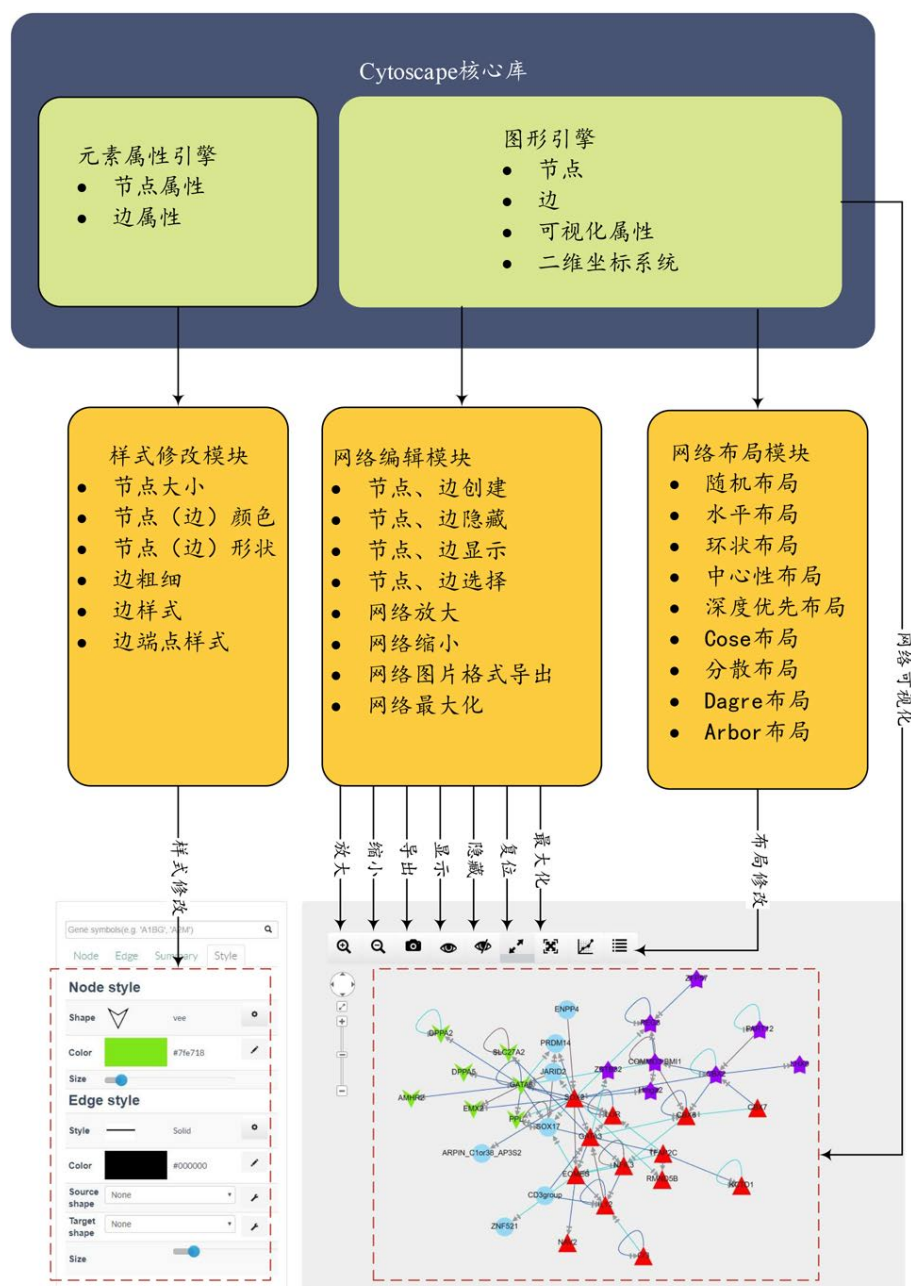 Cytoscape核心库
元素属性引擎
● 节点属性
● 边属性
图形引擎
● 节点
● 边
● 可视化属性
● 二维坐标系统
样式修改模块
● 节点大小
● 节点（边）颜色
● 节点（边）形状
● 边粗细
● 边样式
● 边端点样式
网络编辑模块
● 节点、边创建
● 节点、边隐藏
● 节点、边显示
● 节点、边选择
● 网络放大
● 网络缩小
● 网络图片格式导出
● 网络最大化
网络布局模块
● 随机布局
● 水平布局
● 环状布局
● 中心性布局
● 深度优先布局
● Cose布局
● 分散布局
● Dagre布局
● Arbor布局
网络可视化
样式修改
放大
缩小
导出
显示
隐藏
复位
最大化
布局修改
Gene symbols(e.g. 'A1BG', 'A2M')
Node Edge Summary Style
Node style
Shape vee
Color #7fe718
Size
Edge style
Style Solid
Color #000000
Source shape None
Target shape None
Size
ENPP4
DPPA2
PRDM14
SLC27A2
JARID2
DPPA5
AMHR2
EMX2
SOX17
ARPIN_C1orf38_AP3S2
CD3group
ZNF521
TFAP2C